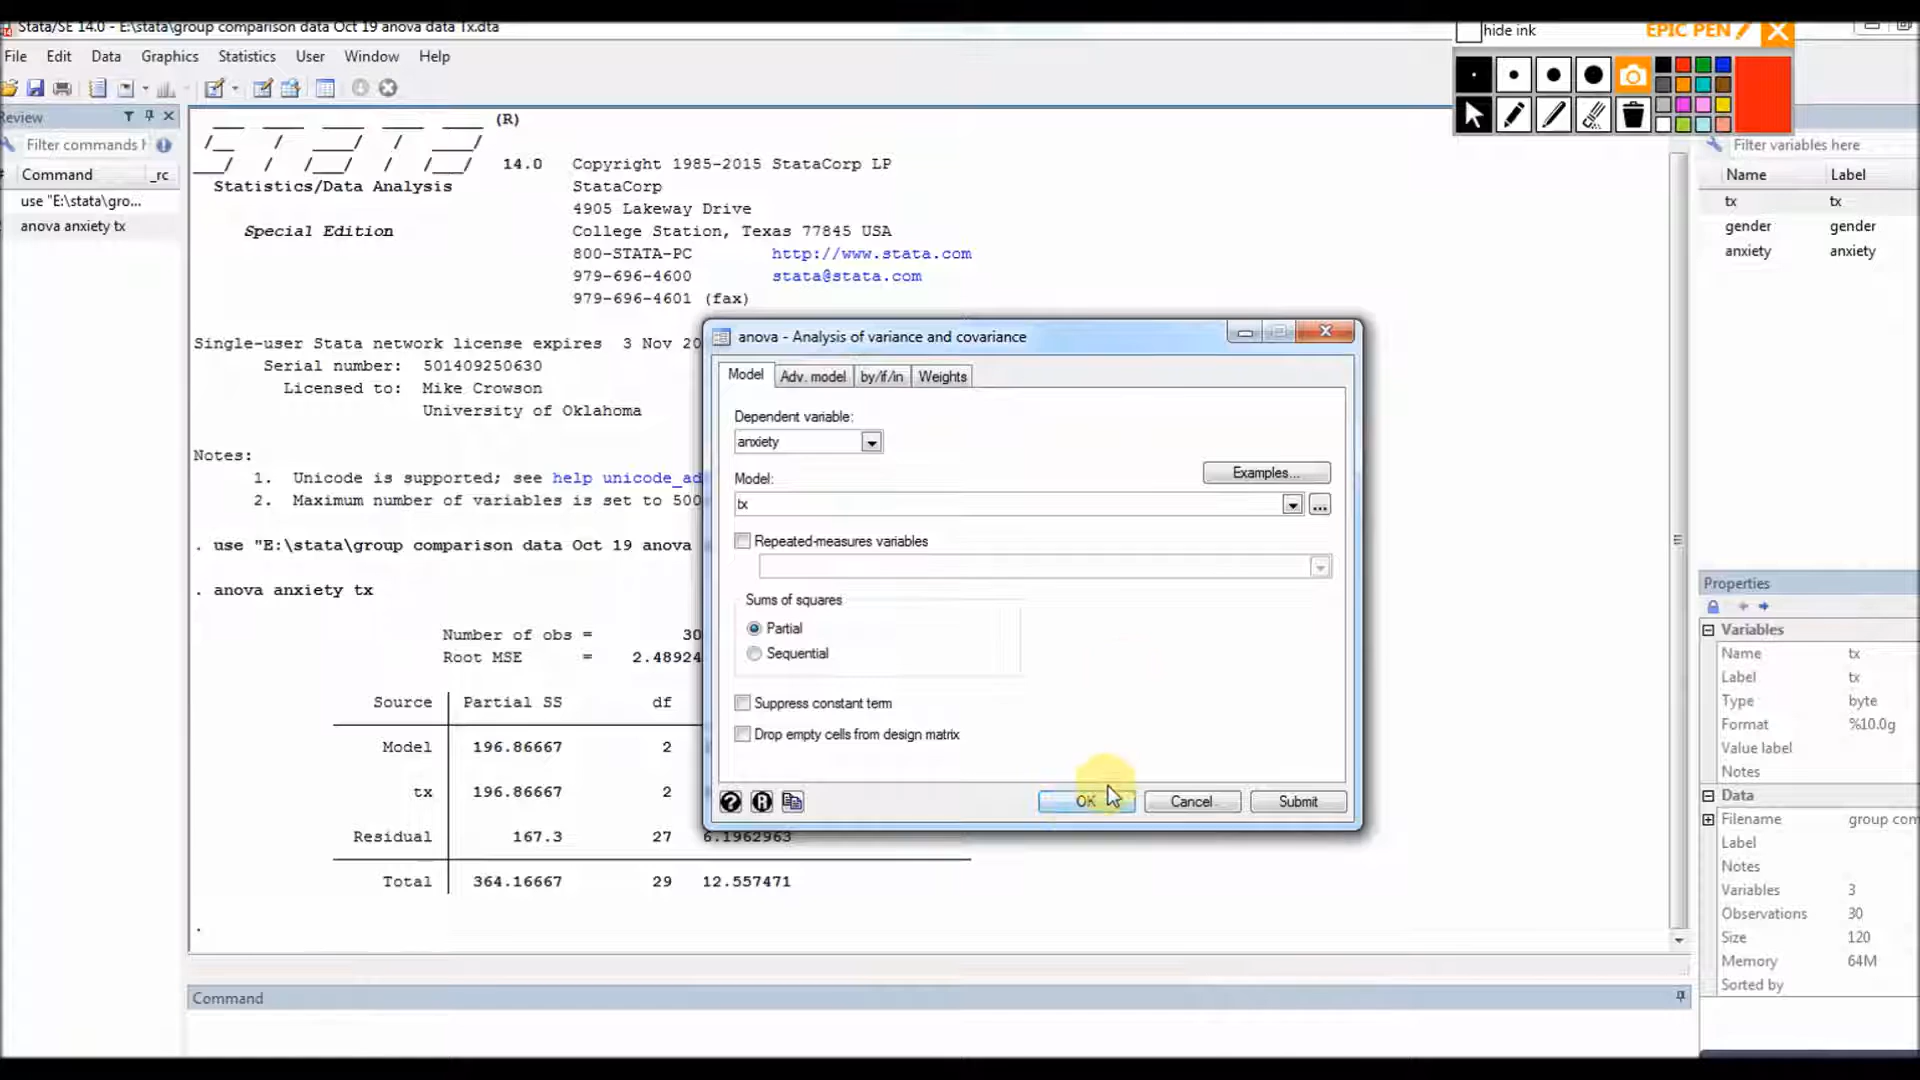 Stata/SE 14.0 - E:\stata\group comparison data Oct 19 anova data Tx.dta
hide ink
EPIC PEN
File Edit Data Graphics Statistics User Window Help
Review
Filter commands h
Command _rc
use "E:\stata\gro...
anova anxiety tx
(R)
STATA
14.0 Copyright 1985-2015 StataCorp LP
Statistics/Data Analysis StataCorp
4905 Lakeway Drive
Special Edition College Station, Texas 77845 USA
800-STATA-PC http://www.stata.com
979-696-4600 stata@stata.com
979-696-4601 (fax)
Single-user Stata network license expires 3 Nov 20
Serial number: 501409250630
Licensed to: Mike Crowson
University of Oklahoma
Notes:
1. Unicode is supported; see help unicode_ad
2. Maximum number of variables is set to 500
. use "E:\stata\group comparison data Oct 19 anova
. anova anxiety tx
Number of obs = 30
Root MSE = 2.48924
Source Partial SS df
Model 196.86667 2
tx 196.86667 2
Residual 167.3 27 6.1962963
Total 364.16667 29 12.557471
.
Command
anova - Analysis of variance and covariance
Model Adv. model by/if/in Weights
Dependent variable:
anxiety
Examples...
Model:
tx
...
Repeated-measures variables
Sums of squares
Partial
Sequential
Suppress constant term
Drop empty cells from design matrix
OK Cancel Submit
Filter variables here
Name Label
tx tx
gender gender
anxiety anxiety
Properties
Variables
Name tx
Label tx
Type byte
Format %10.0g
Value label
Notes
Data
Filename group com
Label
Notes
Variables 3
Observations 30
Size 120
Memory 64M
Sorted by